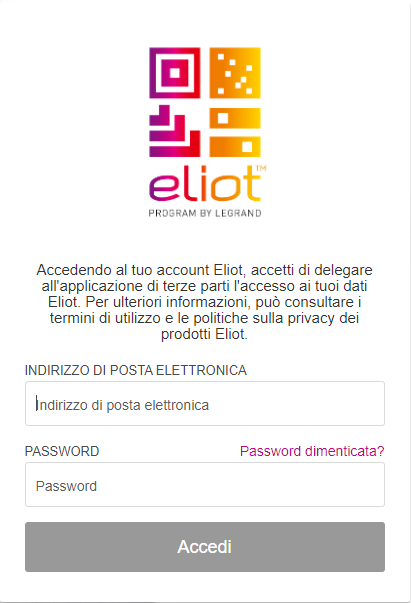 eliot™
PROGRAM BY LEGRAND
Accedendo al tuo account Eliot, accetti di delegare
all'applicazione di terze parti l'accesso ai tuoi dati
Eliot. Per ulteriori informazioni, può consultare i
termini di utilizzo e le politiche sulla privacy dei
prodotti Eliot.
INDIRIZZO DI POSTA ELETTRONICA
Indirizzo di posta elettronica
PASSWORD Password dimenticata?
Password
Accedi